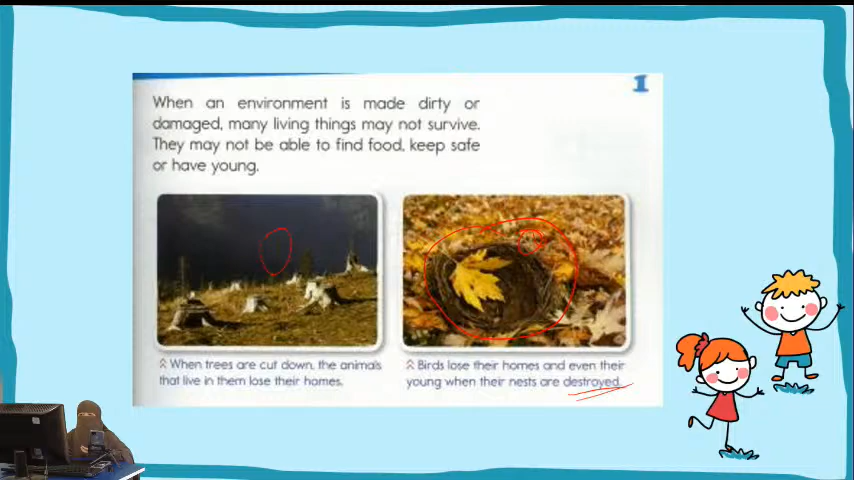 1
When an environment is made dirty or
damaged, many living things may not survive.
They may not be able to find food, keep safe
or have young.
When trees are cut down, the animals
that live in them lose their homes.
Birds lose their homes and even their
young when their nests are destroyed.